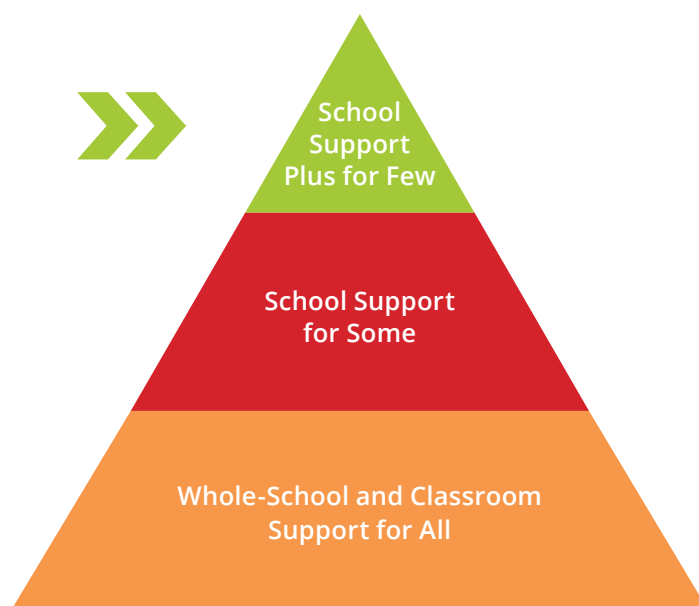 School
Support
Plus for Few
School Support
for Some
Whole-School and Classroom
Support for All